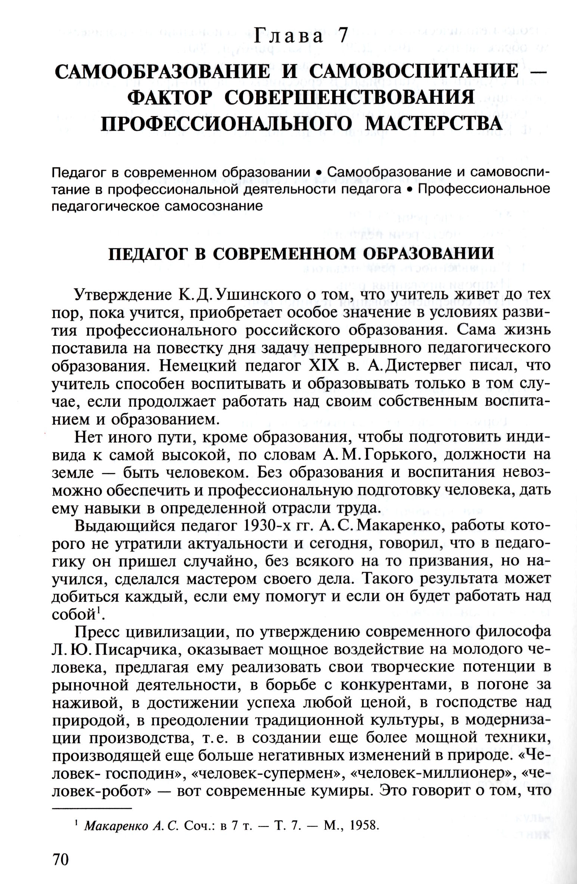 Глава 7
САМООБРАЗОВАНИЕ И САМОВОСПИТАНИЕ —
ФАКТОР СОВЕРШЕНСТВОВАНИЯ
ПРОФЕССИОНАЛЬНОГО МАСТЕРСТВА
Педагог в современном образовании • Самообразование и самовоспи-
тание в профессиональной деятельности педагога • Профессиональное
педагогическое самосознание
ПЕДАГОГ В СОВРЕМЕННОМ ОБРАЗОВАНИИ
Утверждение К.Д.Ушинского о том, что учитель живет до тех
пор, пока учится, приобретает особое значение в условиях разви-
тия профессионального российского образования. Сама жизнь
поставила на повестку дня задачу непрерывного педагогического
образования. Немецкий педагог XIX в. А.Дистервег писал, что
учитель способен воспитывать и образовывать только в том слу-
чае, если продолжает работать над своим собственным воспита-
нием и образованием.
Нет иного пути, кроме образования, чтобы подготовить инди-
вида к самой высокой, по словам А.М.Горького, должности на
земле — быть человеком. Без образования и воспитания невоз-
можно обеспечить и профессиональную подготовку человека, дать
ему навыки в определенной отрасли труда.
Выдающийся педагог 1930-х гг. А.С.Макаренко, работы кото-
рого не утратили актуальности и сегодня, говорил, что в педаго-
гику он пришел случайно, без всякого на то призвания, но на-
учился, сделался мастером своего дела. Такого результата может
добиться каждый, если ему помогут и если он будет работать над
собой¹.
Пресс цивилизации, по утверждению современного философа
Л.Ю.Писарчика, оказывает мощное воздействие на молодого че-
ловека, предлагая ему реализовать свои творческие потенции в
рыночной деятельности, в борьбе с конкурентами, в погоне за
наживой, в достижении успеха любой ценой, в господстве над
природой, в преодолении традиционной культуры, в модерниза-
ции производства, т.е. в создании еще более мощной техники,
производящей еще больше негативных изменений в природе. «Че-
ловек- господин», «человек-супермен», «человек-миллионер», «че-
ловек-робот» — вот современные кумиры. Это говорит о том, что
¹ Макаренко А.С. Соч.: в 7 т. — Т. 7. — М., 1958.
70